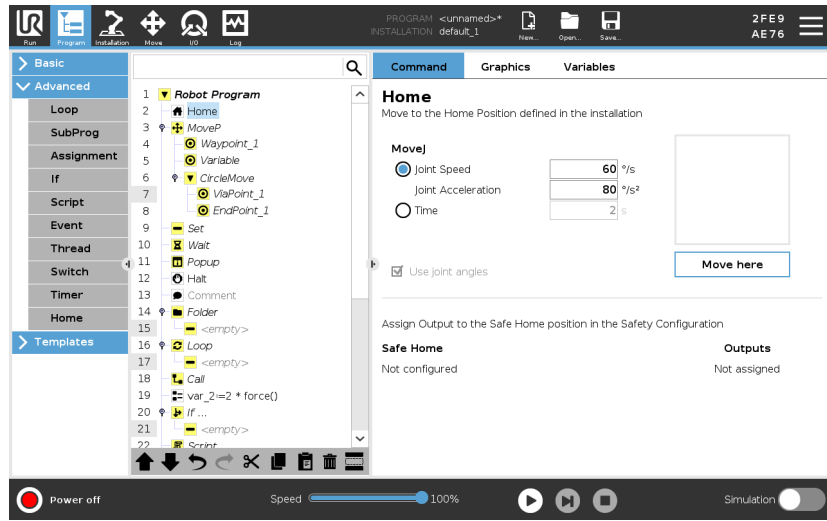 UR
PROGRAM <unnamed>*
INSTALLATION default_1
2FE9
AE76
Run
Program
Installation
Move
I/O
Log
New...
Open...
Save...
Basic
Advanced
Loop
SubProg
Assignment
If
Script
Event
Thread
Switch
Timer
Home
Templates
1 Robot Program
2 Home
3 MoveP
4 Waypoint_1
5 Variable
6 CircleMove
7 ViaPoint_1
8 EndPoint_1
9 Set
10 Wait
11 Popup
12 Halt
13 Comment
14 Folder
15 <empty>
16 Loop
17 <empty>
18 Call
19 var_2≔2 * force()
20 If ...
21 <empty>
22 Script
Command Graphics Variables
Home
Move to the Home Position defined in the installation
MoveJ
Joint Speed 60 °/s
Joint Acceleration 80 °/s²
Time 2 s
Use joint angles
Move here
Assign Output to the Safe Home position in the Safety Configuration
Safe Home Outputs
Not configured Not assigned
Power off
Speed 100%
Simulation